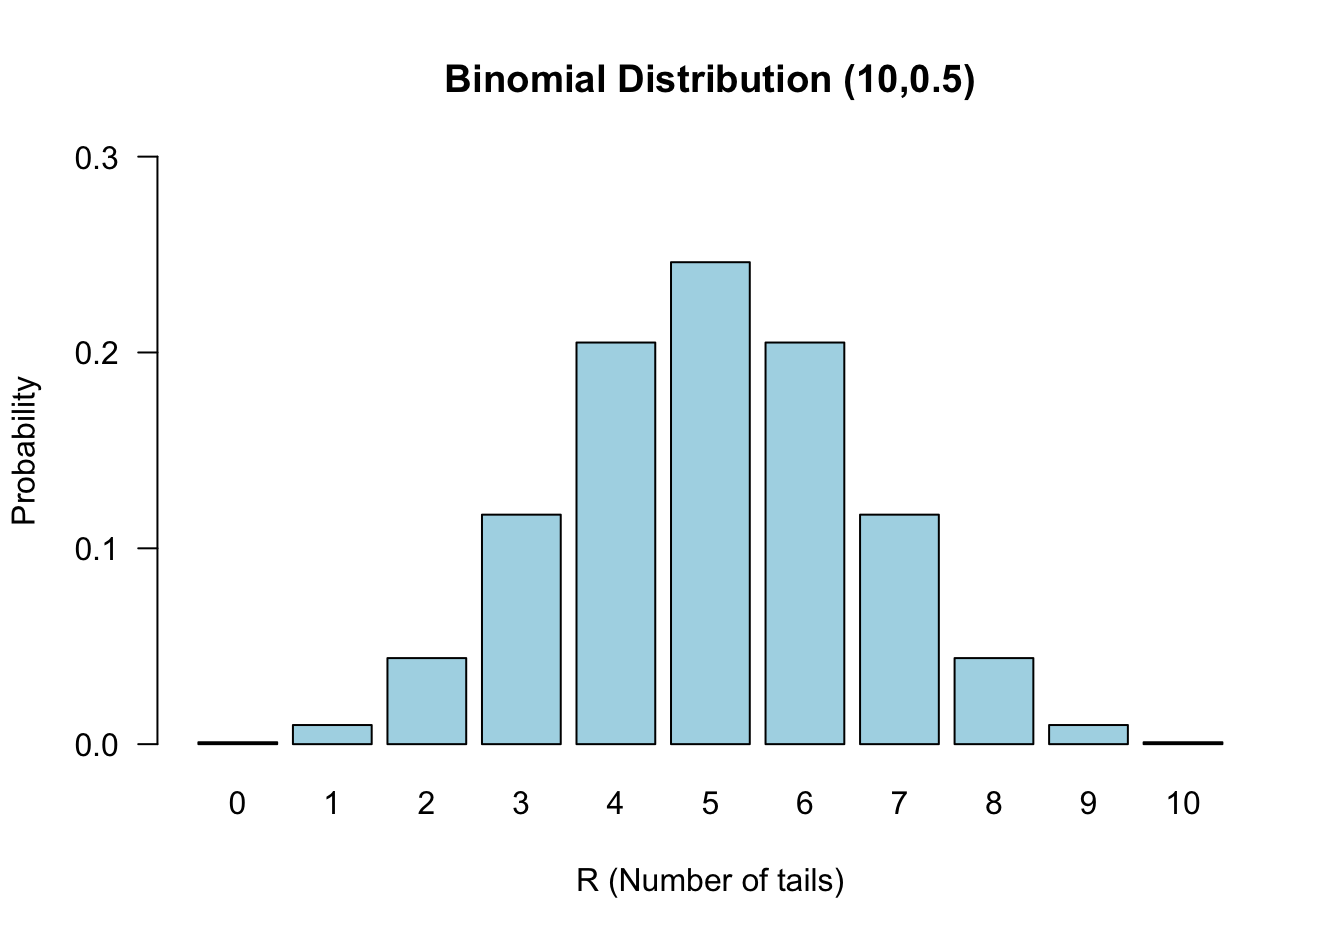 Binomial Distribution (10,0.5)
0.3
0.2
0.1
0.0
Probability
0 1 2 3 4 5 6 7 8 9 10
R (Number of tails)